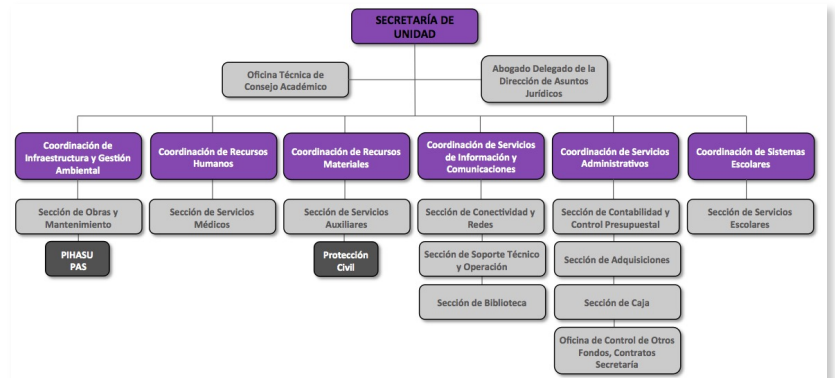 SECRETARÍA DE
UNIDAD
Oficina Técnica de
Consejo Académico
Abogado Delegado de la
Dirección de Asuntos
Jurídicos
Coordinación de
Infraestructura y Gestión
Ambiental
Coordinación de Recursos
Humanos
Coordinación de Recursos
Materiales
Coordinación de Servicios
de Información y
Comunicaciones
Coordinación de Servicios
Administrativos
Coordinación de Sistemas
Escolares
Sección de Obras y
Mantenimiento
Sección de Servicios
Médicos
Sección de Servicios
Auxiliares
Sección de Conectividad y
Redes
Sección de Contabilidad y
Control Presupuestal
Sección de Servicios
Escolares
PIHASU
PAS
Protección
Civil
Sección de Soporte Técnico
y Operación
Sección de Adquisiciones
Sección de Biblioteca
Sección de Caja
Oficina de Control de Otros
Fondos, Contratos
Secretaría